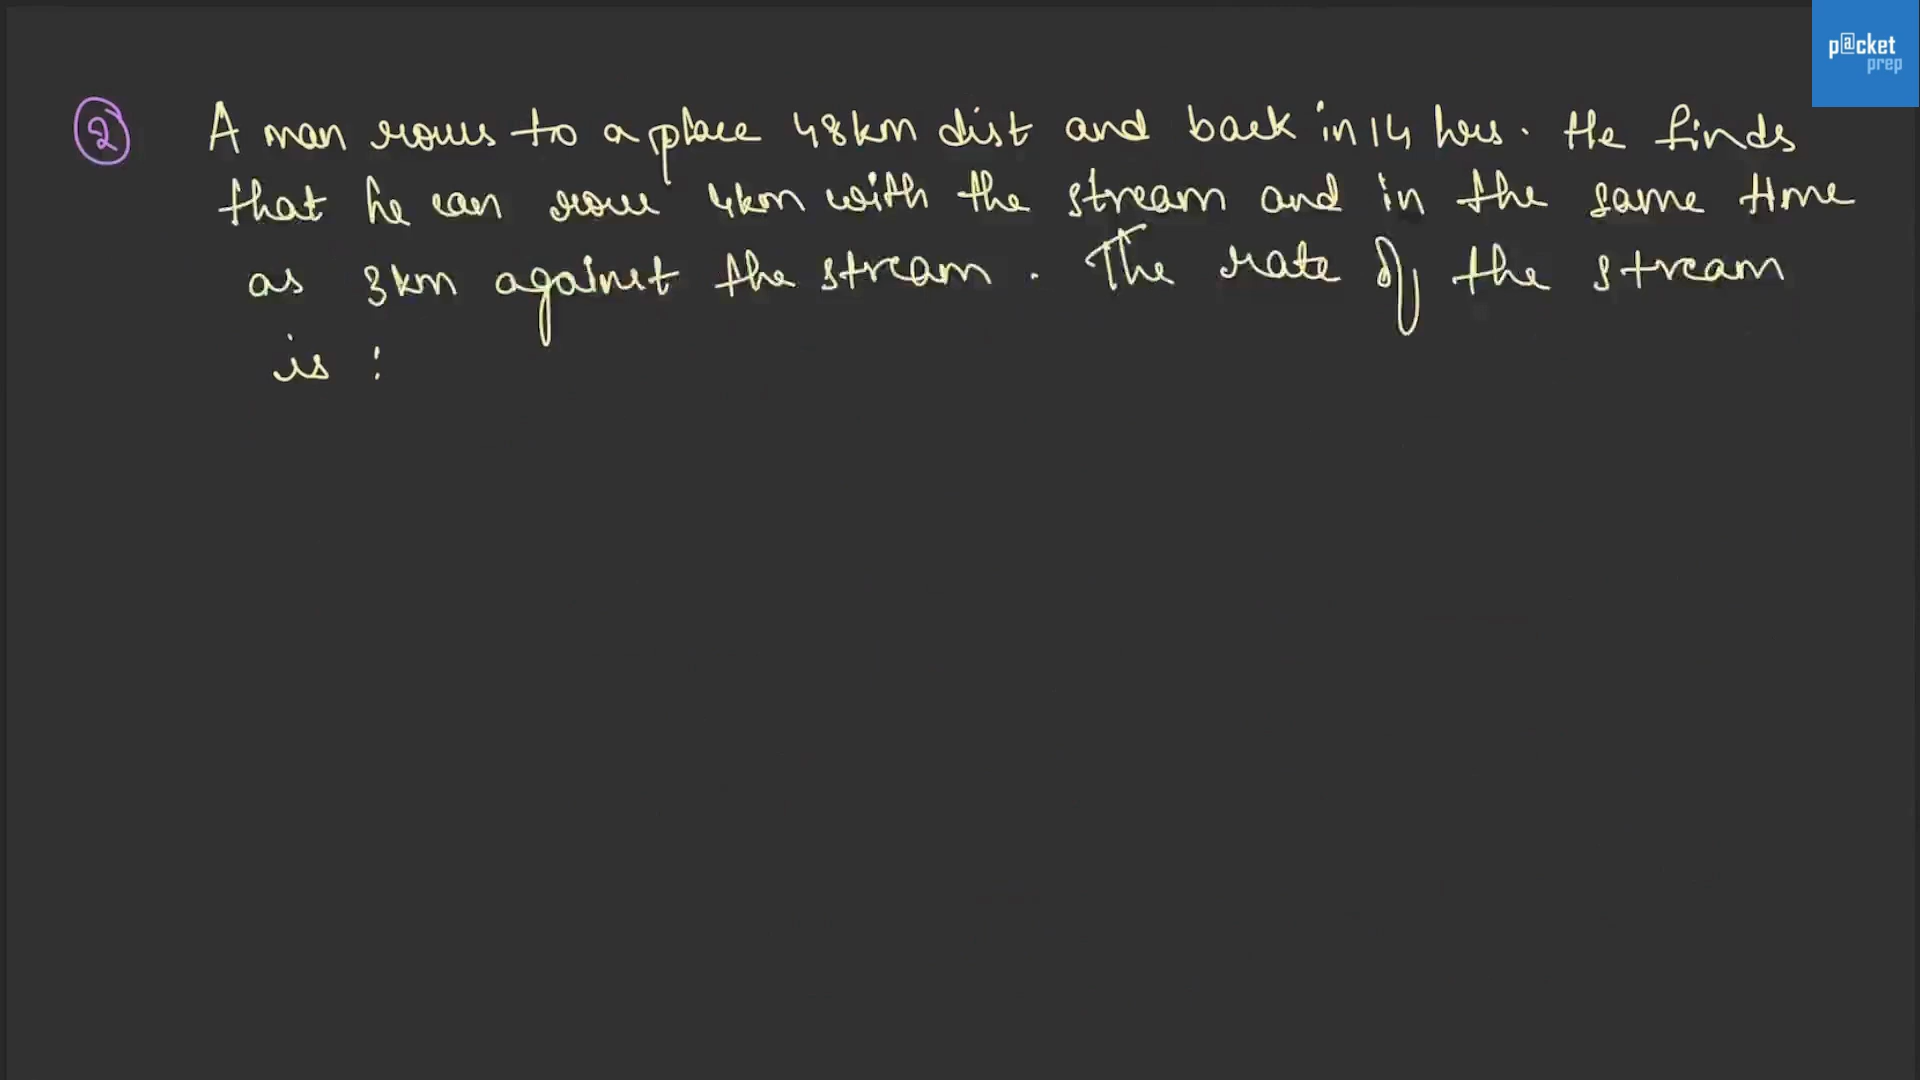 p@cket
prep
2 A man rows to a place 48km dist and back in 14 hrs. He finds
that he can row 4km with the stream and in the same time
as 3km against the stream. The rate of the stream
is :